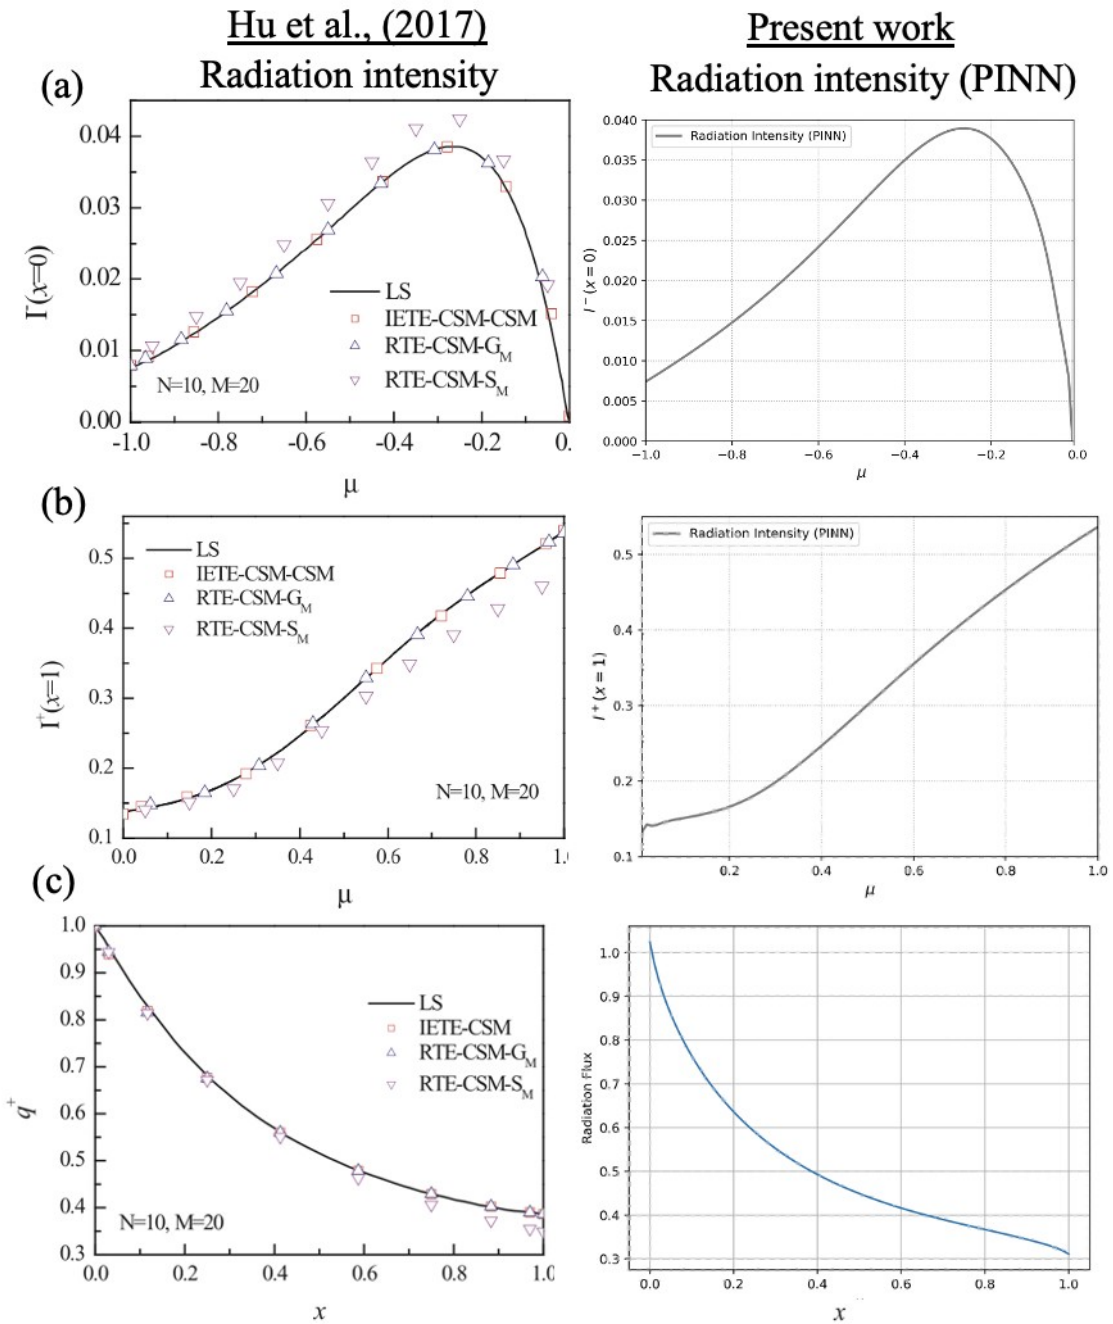 Hu et al., (2017)
Radiation intensity
Present work
Radiation intensity (PINN)
(a)
I⁻(x=0)
0.04
0.03
0.02
0.01
0.00
-1.0 -0.8 -0.6 -0.4 -0.2 0.
μ
LS
IETE-CSM-CSM
RTE-CSM-G_M
RTE-CSM-S_M
N=10, M=20
I⁻(x = 0)
0.040
0.035
0.030
0.025
0.020
0.015
0.010
0.005
0.000
−1.0 −0.8 −0.6 −0.4 −0.2 0.0
μ
Radiation Intensity (PINN)
(b)
I⁺(x=1)
0.5
0.4
0.3
0.2
0.1
0.0 0.2 0.4 0.6 0.8 1.
μ
LS
IETE-CSM-CSM
RTE-CSM-G_M
RTE-CSM-S_M
N=10, M=20
I⁺(x = 1)
0.5
0.4
0.3
0.2
0.1
0.2 0.4 0.6 0.8 1.0
μ
Radiation Intensity (PINN)
(c)
q⁺
1.0
0.9
0.8
0.7
0.6
0.5
0.4
0.3
0.0 0.2 0.4 0.6 0.8 1.0
x
LS
IETE-CSM
RTE-CSM-G_M
RTE-CSM-S_M
N=10, M=20
Radiation Flux
1.0
0.9
0.8
0.7
0.6
0.5
0.4
0.3
0.0 0.2 0.4 0.6 0.8 1.0
x